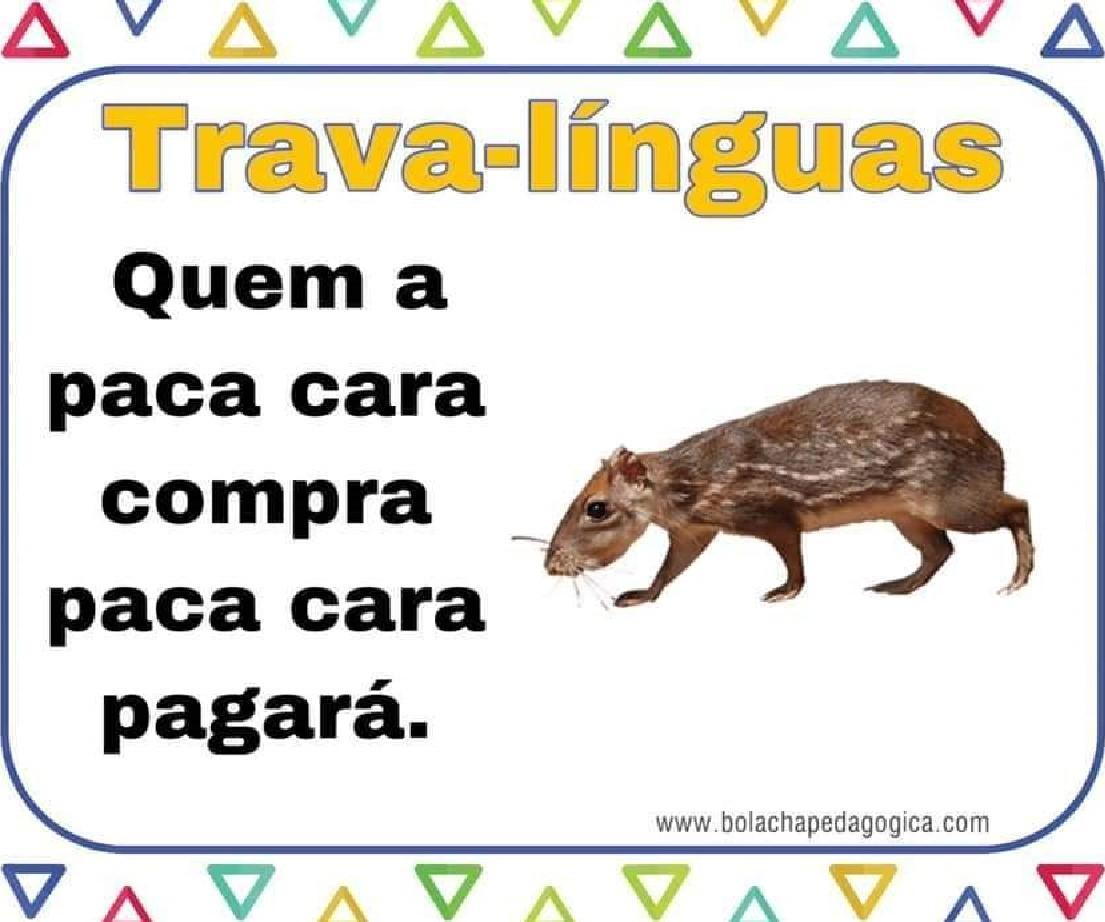 Trava-línguas
Quem a
paca cara
compra
paca cara
pagará.
www.bolachapedagogica.com